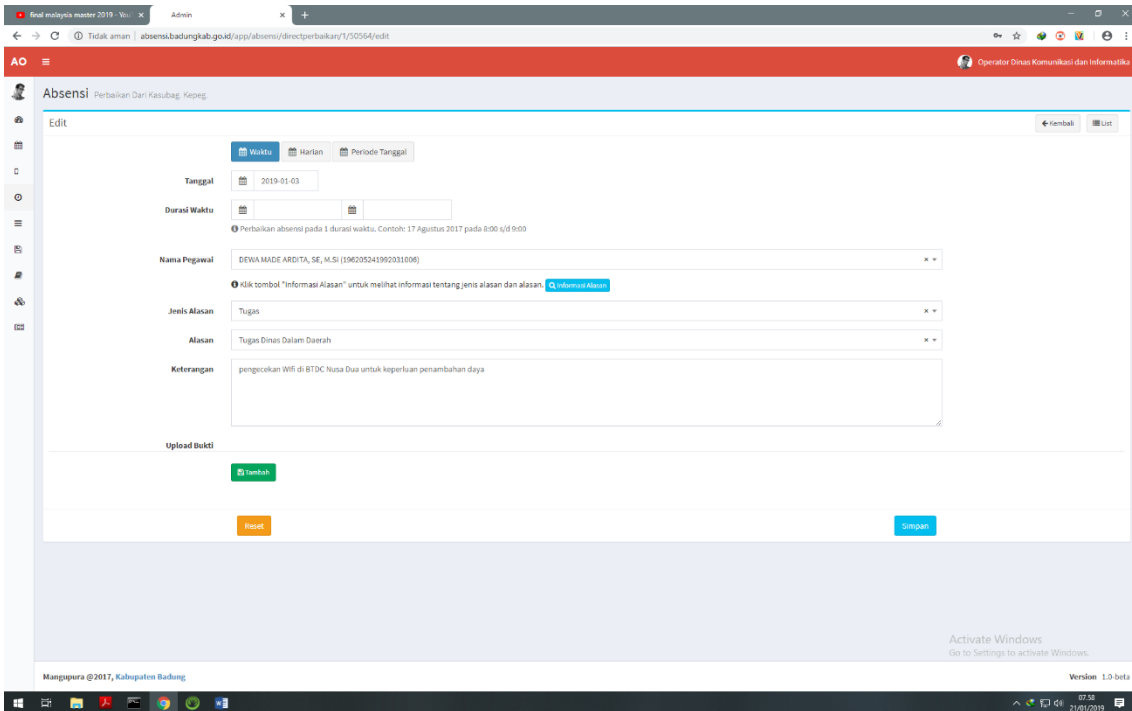 final malaysia master 2019 - You
Admin
Tidak aman | absensi.badungkab.go.id/app/absensi/directperbaikan/1/50564/edit
AO
Operator Dinas Komunikasi dan Informatika
Absensi Perbaikan Dari Kasubag. Kepeg.
Edit
Kembali
List
Waktu
Harian
Periode Tanggal
Tanggal
2019-01-03
Durasi Waktu
Perbaikan absensi pada 1 durasi waktu. Contoh: 17 Agustus 2017 pada 8:00 s/d 9:00
Nama Pegawai
DEWA MADE ARDITA, SE, M.Si (196205241992031006)
Klik tombol "Informasi Alasan" untuk melihat informasi tentang jenis alasan dan alasan.
Informasi Alasan
Jenis Alasan
Tugas
Alasan
Tugas Dinas Dalam Daerah
Keterangan
pengecekan Wifi di BTDC Nusa Dua untuk keperluan penambahan daya
Upload Bukti
Tambah
Reset
Simpan
Activate Windows
Go to Settings to activate Windows.
Mangupura @2017, Kabupaten Badung
Version 1.0-beta
07.58
21/01/2019